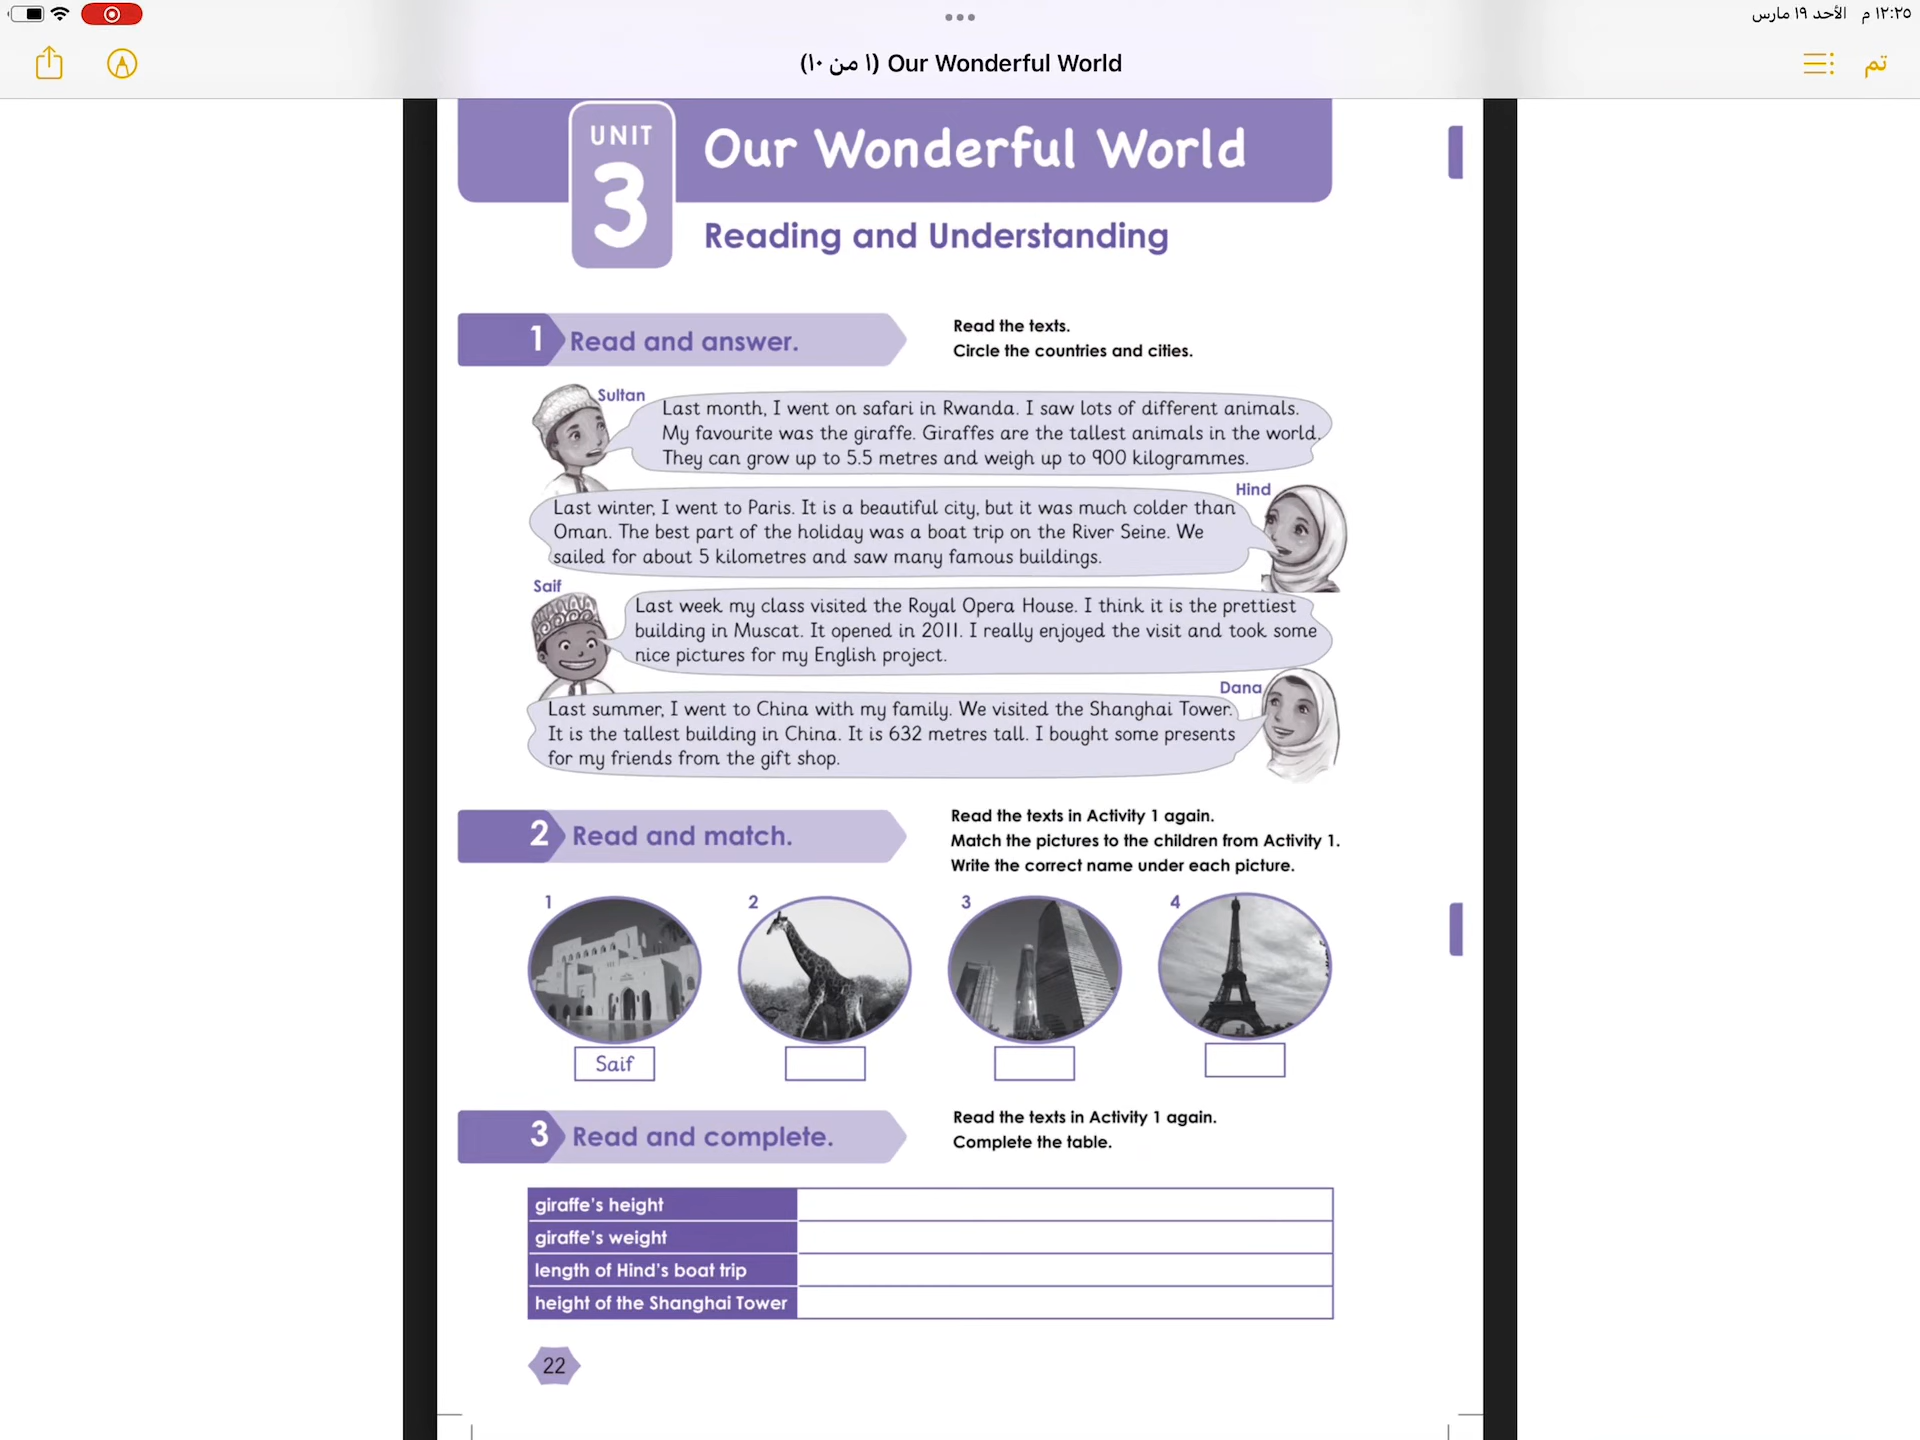 ١٢:٢٥ م الأحد ١٩ مارس
Our Wonderful World (١ من ١٠)
تم
UNIT
3
Our Wonderful World
Reading and Understanding
1 Read and answer.
Read the texts.
Circle the countries and cities.
Sultan
Last month, I went on safari in Rwanda. I saw lots of different animals.
My favourite was the giraffe. Giraffes are the tallest animals in the world.
They can grow up to 5.5 metres and weigh up to 900 kilogrammes.
Hind
Last winter, I went to Paris. It is a beautiful city, but it was much colder than
Oman. The best part of the holiday was a boat trip on the River Seine. We
sailed for about 5 kilometres and saw many famous buildings.
Saif
Last week my class visited the Royal Opera House. I think it is the prettiest
building in Muscat. It opened in 2011. I really enjoyed the visit and took some
nice pictures for my English project.
Dana
Last summer, I went to China with my family. We visited the Shanghai Tower.
It is the tallest building in China. It is 632 metres tall. I bought some presents
for my friends from the gift shop.
2 Read and match.
Read the texts in Activity 1 again.
Match the pictures to the children from Activity 1.
Write the correct name under each picture.
1 2 3 4
Saif
3 Read and complete.
Read the texts in Activity 1 again.
Complete the table.
giraffe's height
giraffe's weight
length of Hind's boat trip
height of the Shanghai Tower
22